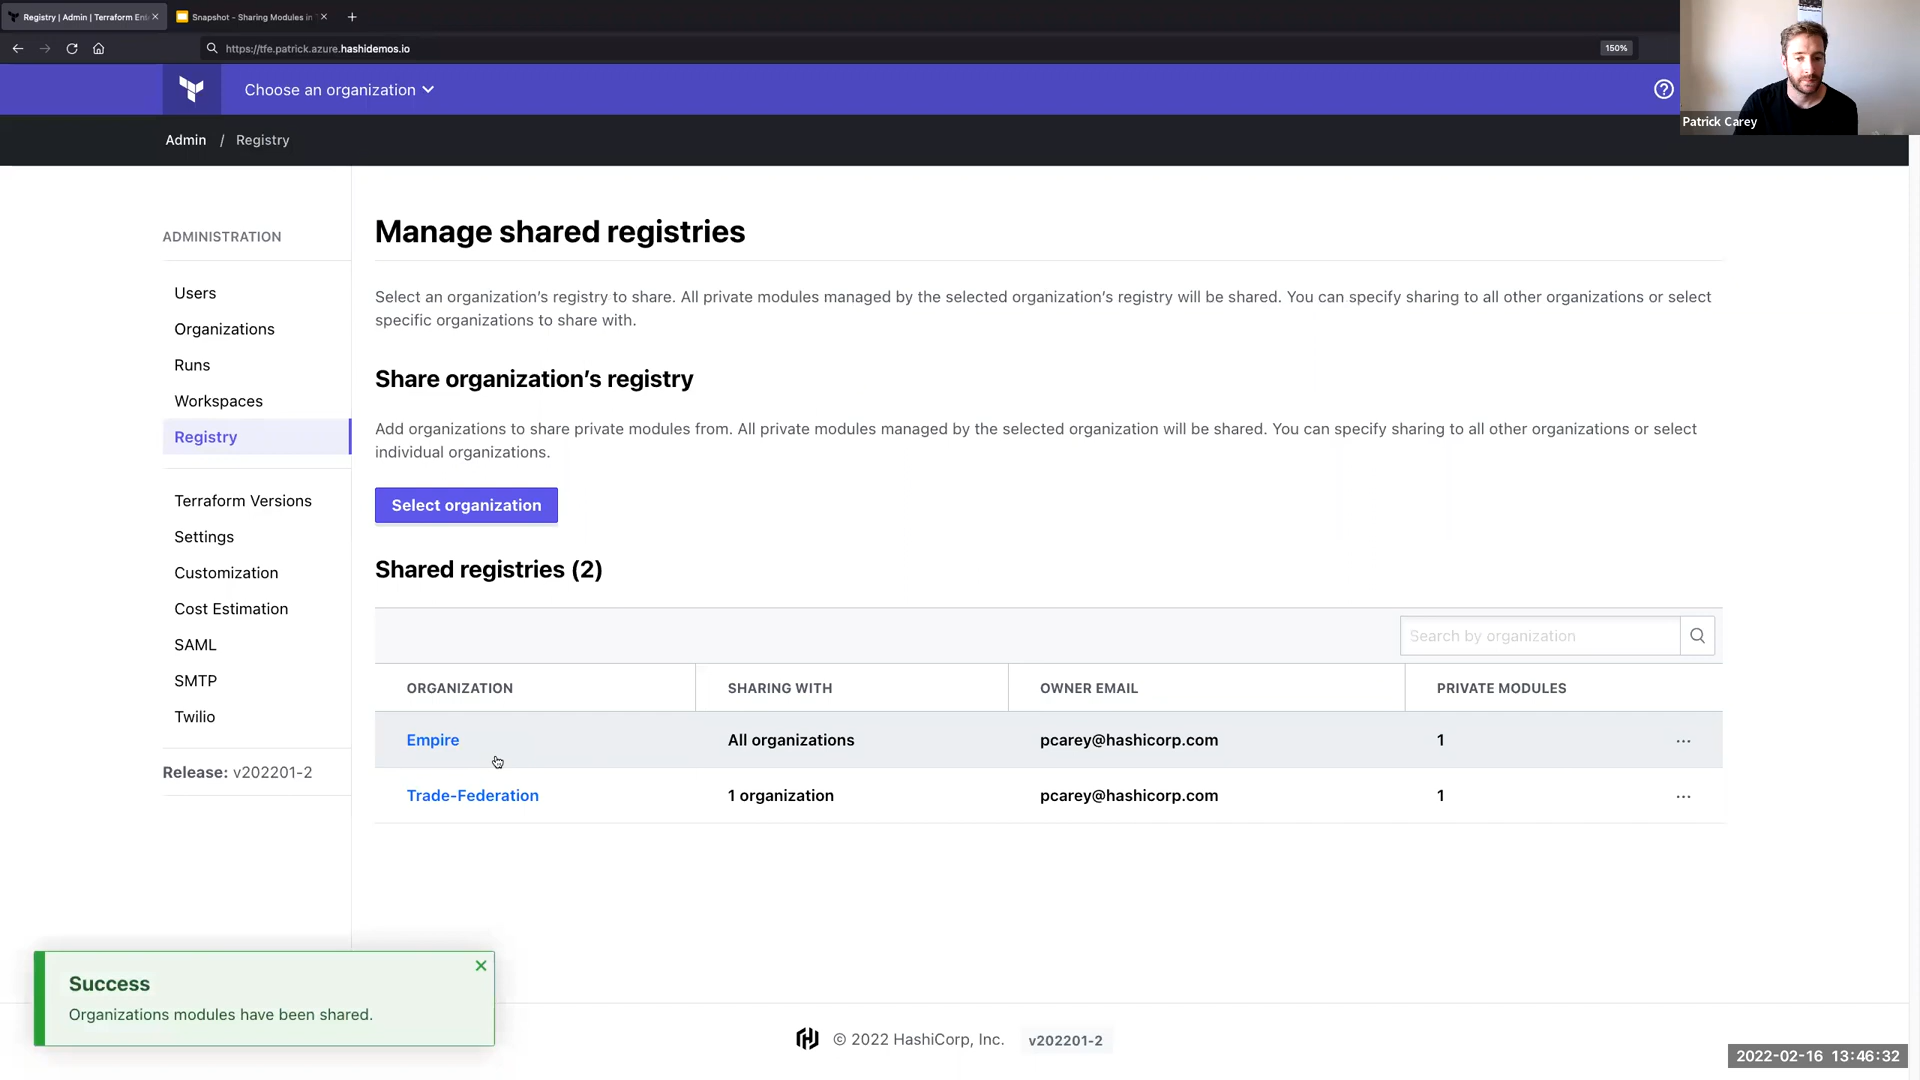 Registry | Admin | Terraform Ent
Snapshot - Sharing Modules in T
https://tfe.patrick.azure.hashidemos.io
150%
Choose an organization
Patrick Carey
Admin / Registry
ADMINISTRATION
Users
Organizations
Runs
Workspaces
Registry
Terraform Versions
Settings
Customization
Cost Estimation
SAML
SMTP
Twilio
Release: v202201-2
Manage shared registries
Select an organization’s registry to share. All private modules managed by the selected organization’s registry will be shared. You can specify sharing to all other organizations or select
specific organizations to share with.
Share organization’s registry
Add organizations to share private modules from. All private modules managed by the selected organization will be shared. You can specify sharing to all other organizations or select
individual organizations.
Select organization
Shared registries (2)
Search by organization
ORGANIZATION SHARING WITH OWNER EMAIL PRIVATE MODULES
Empire All organizations pcarey@hashicorp.com 1 ...
Trade-Federation 1 organization pcarey@hashicorp.com 1 ...
Success
Organizations modules have been shared.
© 2022 HashiCorp, Inc. v202201-2
2022-02-16 13:46:32